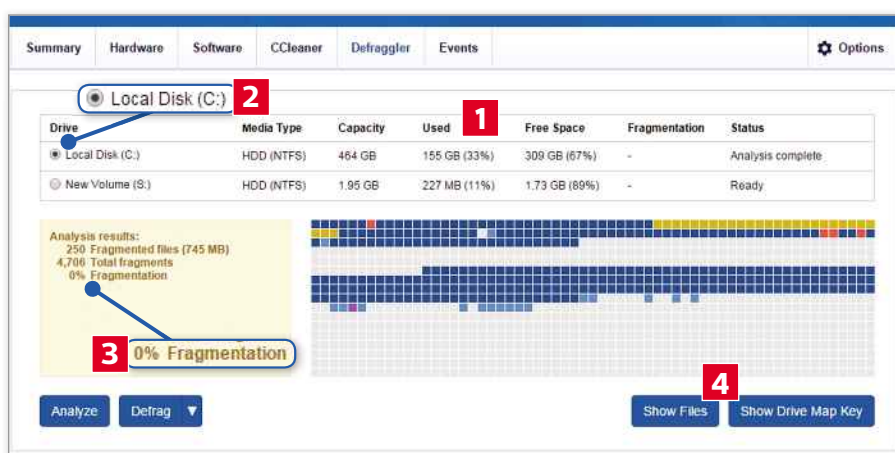 Summary Hardware Software CCleaner Defraggler Events Options
Local Disk (C:) 2
1
Drive Media Type Capacity Used Free Space Fragmentation Status
Local Disk (C:) HDD (NTFS) 464 GB 155 GB (33%) 309 GB (67%) - Analysis complete
New Volume (S:) HDD (NTFS) 1.95 GB 227 MB (11%) 1.73 GB (89%) - Ready
Analysis results:
250 Fragmented files (745 MB)
4,706 Total fragments
0% Fragmentation
3 0% Fragmentation
4
Analyze Defrag ▼ Show Files Show Drive Map Key